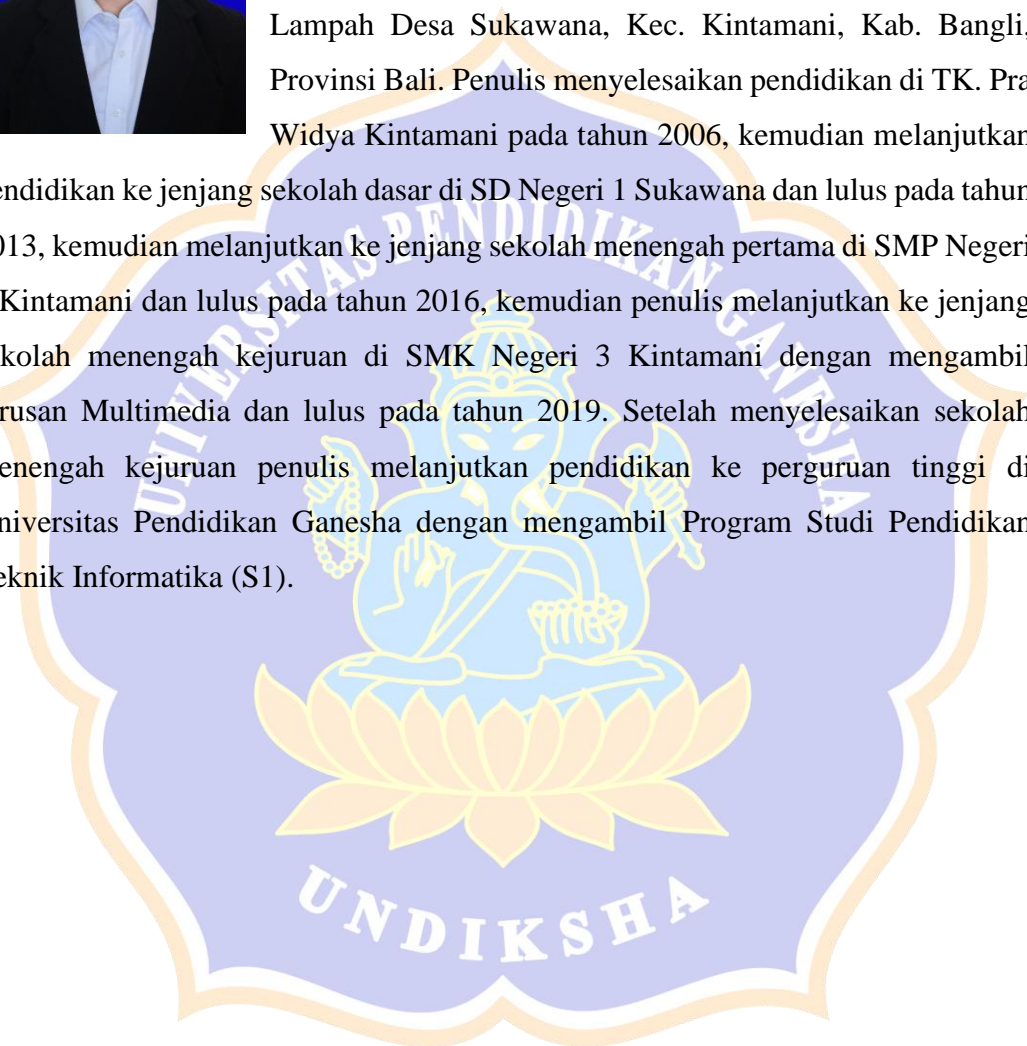 Lampah Desa Sukawana, Kec. Kintamani, Kab. Bangli,
Provinsi Bali. Penulis menyelesaikan pendidikan di TK. Pra
Widya Kintamani pada tahun 2006, kemudian melanjutkan
endidikan ke jenjang sekolah dasar di SD Negeri 1 Sukawana dan lulus pada tahun
013, kemudian melanjutkan ke jenjang sekolah menengah pertama di SMP Negeri
Kintamani dan lulus pada tahun 2016, kemudian penulis melanjutkan ke jenjang
ekolah menengah kejuruan di SMK Negeri 3 Kintamani dengan mengambil
rusan Multimedia dan lulus pada tahun 2019. Setelah menyelesaikan sekolah
enengah kejuruan penulis melanjutkan pendidikan ke perguruan tinggi di
niversitas Pendidikan Ganesha dengan mengambil Program Studi Pendidikan
eknik Informatika (S1).
UNIVERSITAS PENDIDIKAN GANESHA
UNDIKSHA